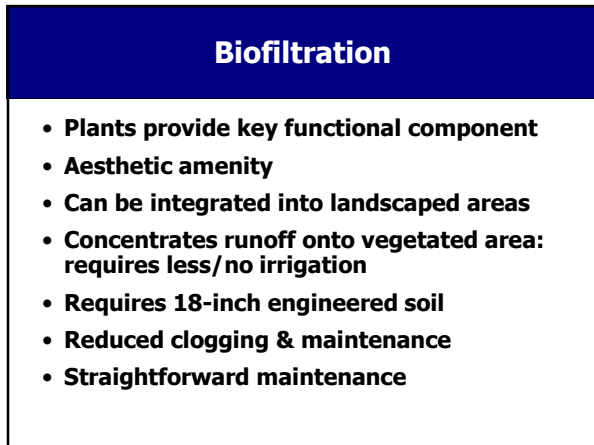 Biofiltration
• Plants provide key functional component
• Aesthetic amenity
• Can be integrated into landscaped areas
• Concentrates runoff onto vegetated area:
requires less/no irrigation
• Requires 18-inch engineered soil
• Reduced clogging & maintenance
• Straightforward maintenance